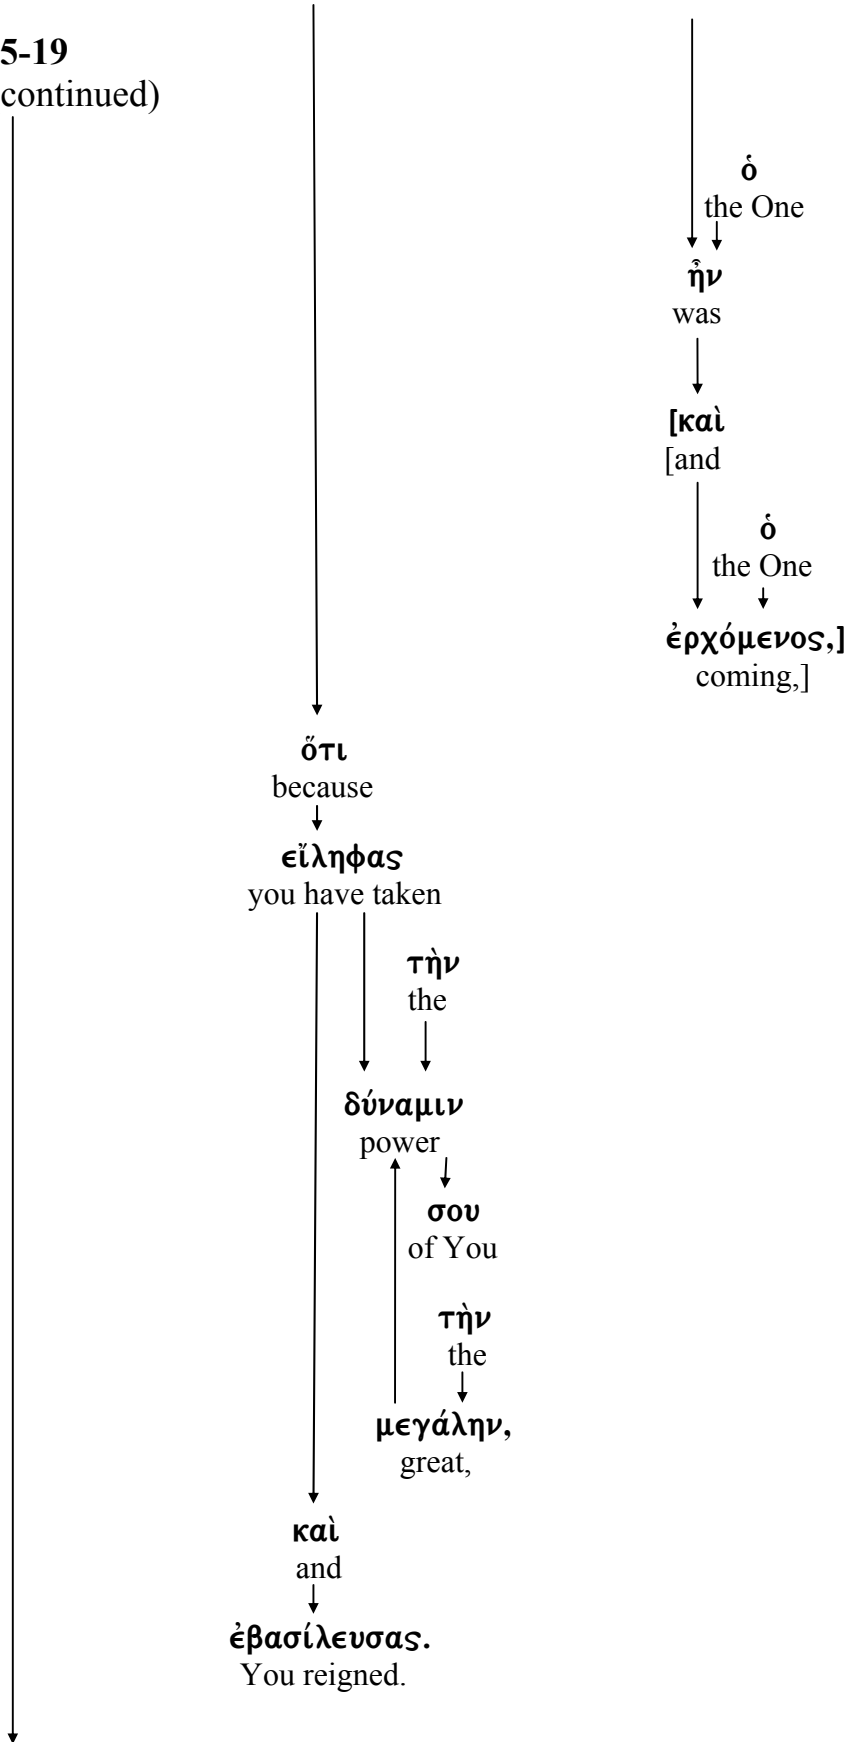 5-19
continued)
ὁ
the One
ἦν
was
[καὶ
[and
ὁ
the One
ἐρχόμενος,]
coming,]
ὅτι
because
εἴληφας
you have taken
τὴν
the
δύναμιν
power
σου
of You
τὴν
the
μεγάλην,
great,
καὶ
and
ἐβασίλευσας.
You reigned.